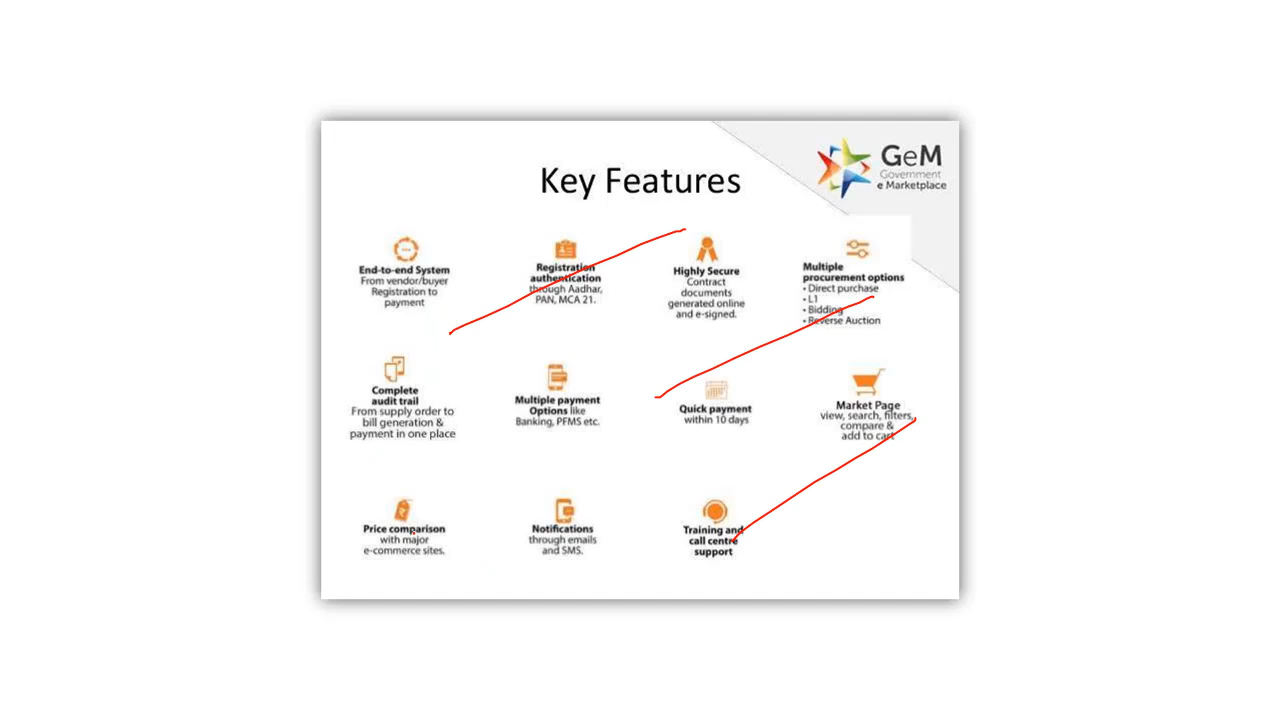 GeM
Government
e Marketplace
Key Features
End-to-end System
From vendor/buyer
Registration to
payment
Registration
authentication
through Aadhar,
PAN, MCA 21.
Highly Secure
Contract
documents
generated online
and e-signed.
Multiple
procurement options
• Direct purchase
• L1
• Bidding
• Reverse Auction
Complete
audit trail
From supply order to
bill generation &
payment in one place
Multiple payment
Options like
Banking, PFMS etc.
Quick payment
within 10 days
Market Page
view, search, filters,
compare &
add to cart
Price comparison
with major
e-commerce sites.
Notifications
through emails
and SMS.
Training and
call centre
support